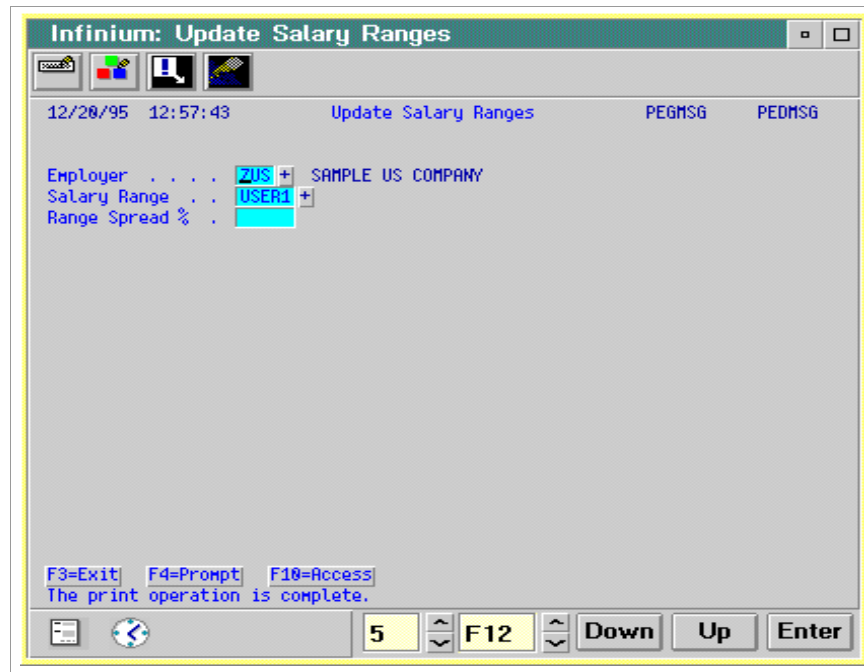 Infinium: Update Salary Ranges
12/20/95 12:57:43 Update Salary Ranges PEGMSG PEDMSG
Employer . . . . ZUS + SAMPLE US COMPANY
Salary Range . . USER1 +
Range Spread % .
F3=Exit F4=Prompt F10=Access
The print operation is complete.
5 F12 Down Up Enter